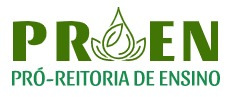 PROEN
PRÓ-REITORIA DE ENSINO